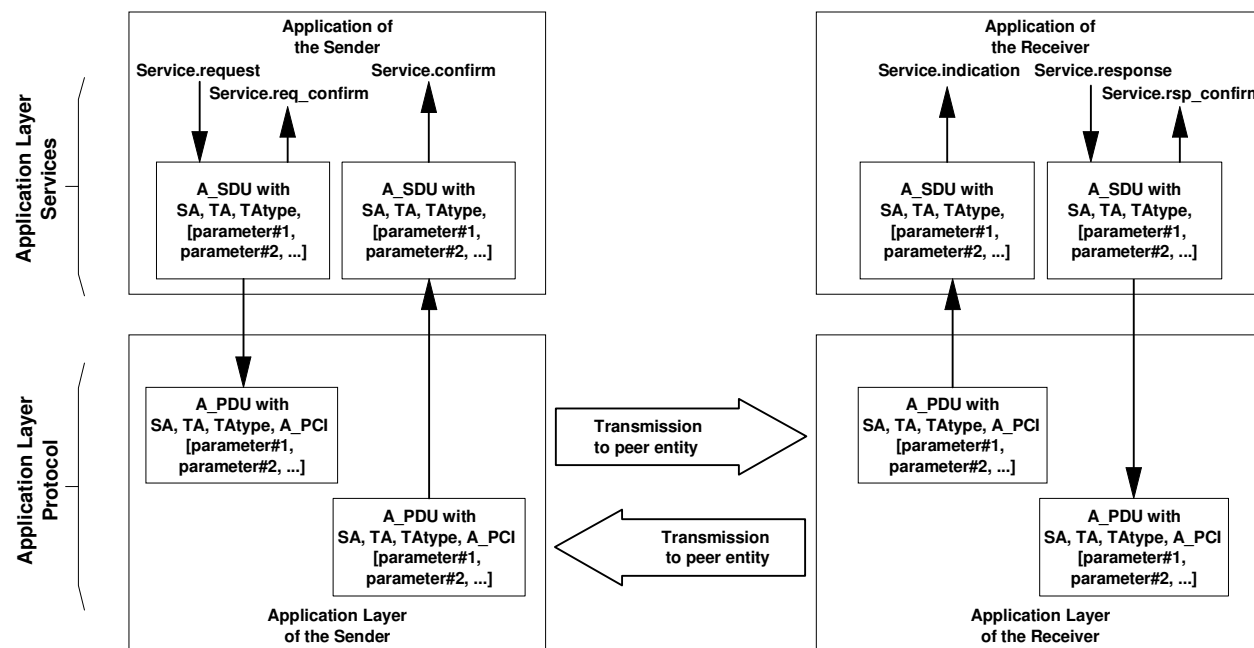 Application of
the Sender
Service.request
Service.confirm
Service.req_confirm
A_SDU with
SA, TA, TAtype,
[parameter#1,
parameter#2, ...]
A_SDU with
SA, TA, TAtype,
[parameter#1,
parameter#2, ...]
Application of
the Receiver
Service.indication
Service.response
Service.rsp_confirm
A_SDU with
SA, TA, TAtype,
[parameter#1,
parameter#2, ...]
A_SDU with
SA, TA, TAtype,
[parameter#1,
parameter#2, ...]
Application Layer
Services
Application Layer
Protocol
A_PDU with
SA, TA, TAtype, A_PCI
[parameter#1,
parameter#2, ...]
A_PDU with
SA, TA, TAtype, A_PCI
[parameter#1,
parameter#2, ...]
Application Layer
of the Sender
Transmission
to peer entity
Transmission
to peer entity
A_PDU with
SA, TA, TAtype, A_PCI
[parameter#1,
parameter#2, ...]
A_PDU with
SA, TA, TAtype, A_PCI
[parameter#1,
parameter#2, ...]
Application Layer
of the Receiver